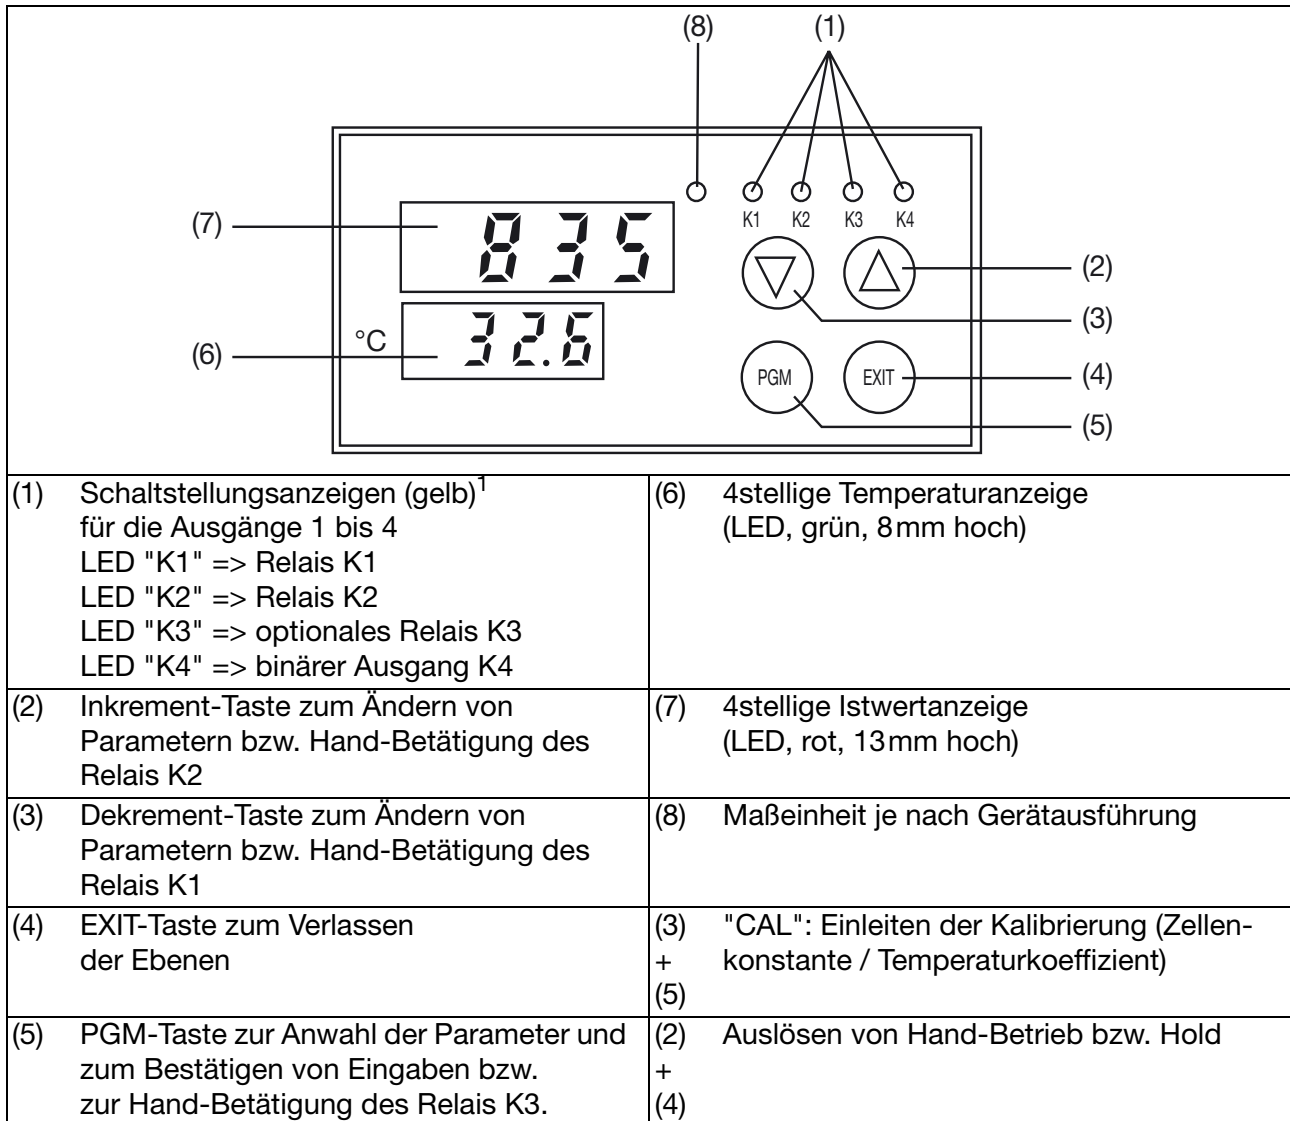 (8) (1)
K1 K2 K3 K4
(7) 835
(2)
(3)
°C 32.6
(6)
PGM EXIT
(4)
(5)
(1) Schaltstellungsanzeigen (gelb)1
für die Ausgänge 1 bis 4
LED "K1" => Relais K1
LED "K2" => Relais K2
LED "K3" => optionales Relais K3
LED "K4" => binärer Ausgang K4
(6) 4stellige Temperaturanzeige
(LED, grün, 8mm hoch)
(2) Inkrement-Taste zum Ändern von
Parametern bzw. Hand-Betätigung des
Relais K2
(7) 4stellige Istwertanzeige
(LED, rot, 13mm hoch)
(3) Dekrement-Taste zum Ändern von
Parametern bzw. Hand-Betätigung des
Relais K1
(8) Maßeinheit je nach Gerätausführung
(4) EXIT-Taste zum Verlassen
der Ebenen
(3) "CAL": Einleiten der Kalibrierung (Zellen-
+ konstante / Temperaturkoeffizient)
(5)
(5) PGM-Taste zur Anwahl der Parameter und
zum Bestätigen von Eingaben bzw.
zur Hand-Betätigung des Relais K3.
(2) Auslösen von Hand-Betrieb bzw. Hold
+
(4)